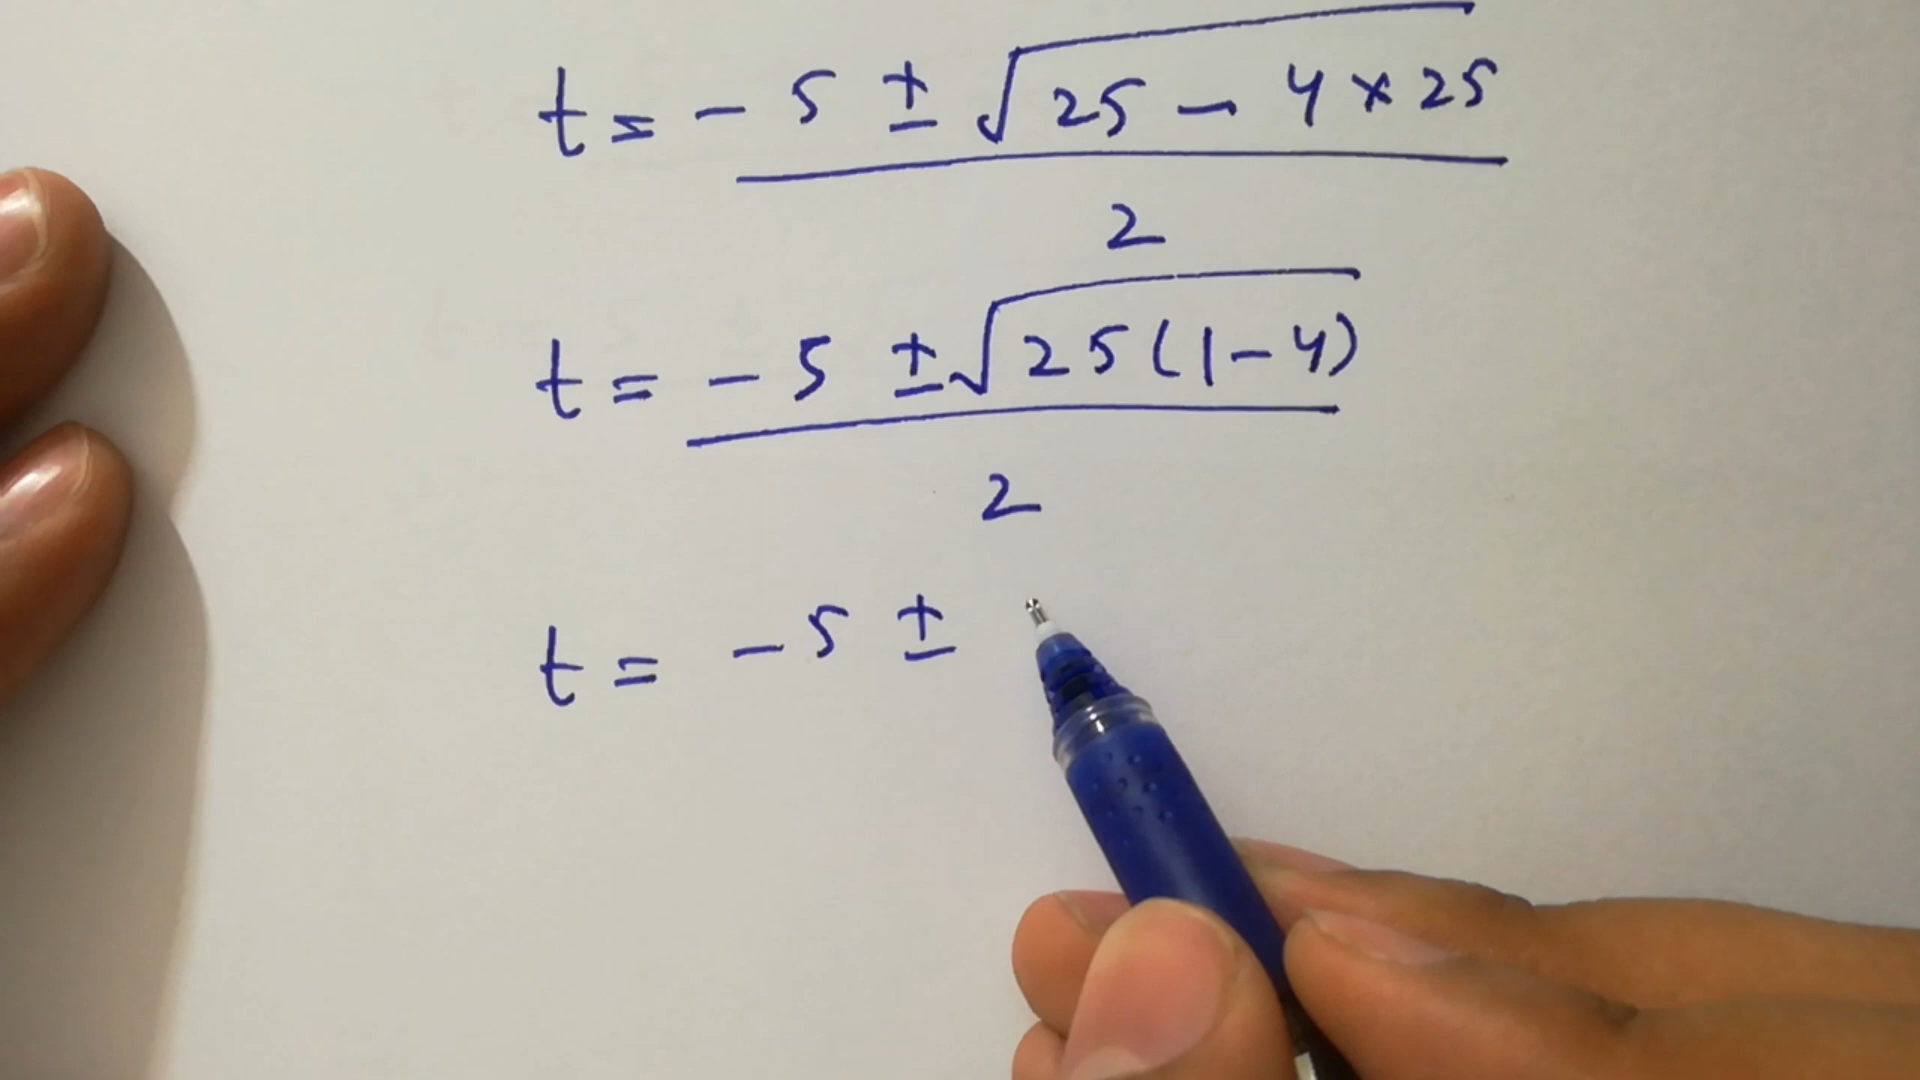 t = - 5 ± √25 - 4 × 25
2
t = - 5 ± √25(1-4)
2
t = -5 ±